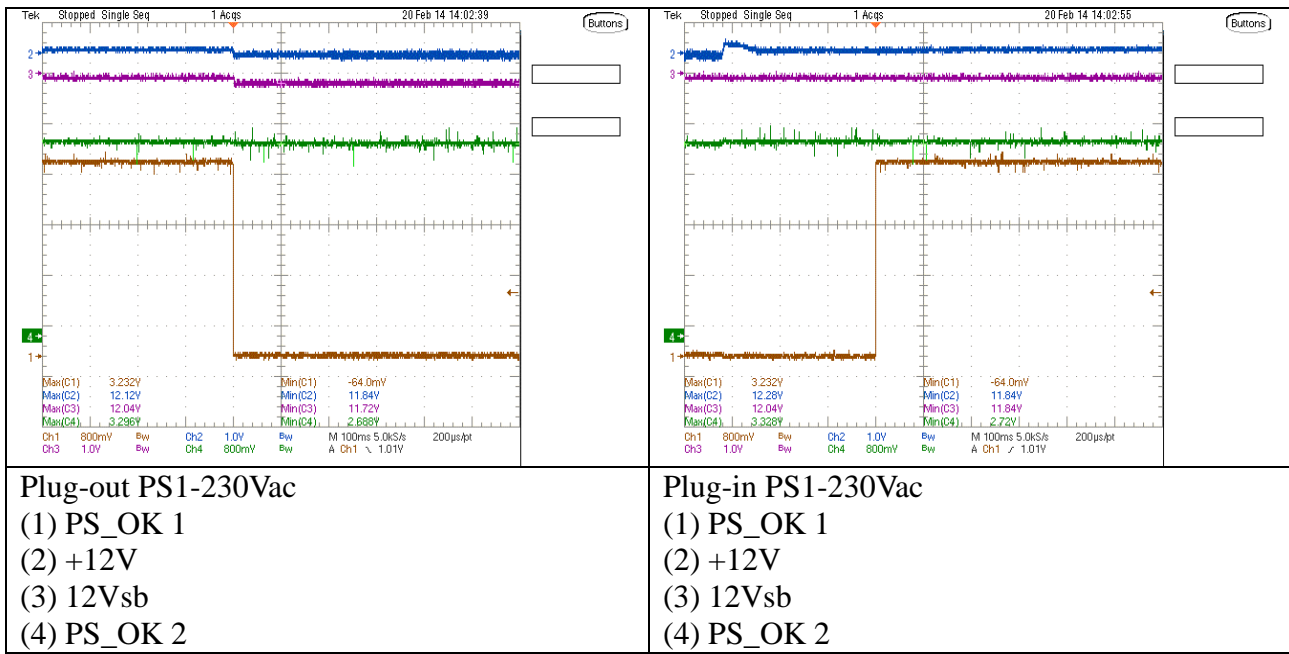 Tek Stopped Single Seq 1 Acqs 20 Feb 14 14:02:39
Buttons
2
3
4
1
Max(C1) 3.232V Min(C1) -64.0mV
Max(C2) 12.12V Min(C2) 11.84V
Max(C3) 12.04V Min(C3) 11.72V
Max(C4) 3.296V Min(C4) 2.688V
Ch1 800mV Bw Ch2 1.0V Bw M 100ms 5.0kS/s 200µs/pt
Ch3 1.0V Bw Ch4 800mV Bw A Ch1 \ 1.01V
Plug-out PS1-230Vac
(1) PS_OK 1
(2) +12V
(3) 12Vsb
(4) PS_OK 2
Tek Stopped Single Seq 1 Acqs 20 Feb 14 14:02:55
Buttons
2
3
4
1
Max(C1) 3.232V Min(C1) -64.0mV
Max(C2) 12.28V Min(C2) 11.84V
Max(C3) 12.04V Min(C3) 11.84V
Max(C4) 3.328V Min(C4) 2.72V
Ch1 800mV Bw Ch2 1.0V Bw M 100ms 5.0kS/s 200µs/pt
Ch3 1.0V Bw Ch4 800mV Bw A Ch1 / 1.01V
Plug-in PS1-230Vac
(1) PS_OK 1
(2) +12V
(3) 12Vsb
(4) PS_OK 2